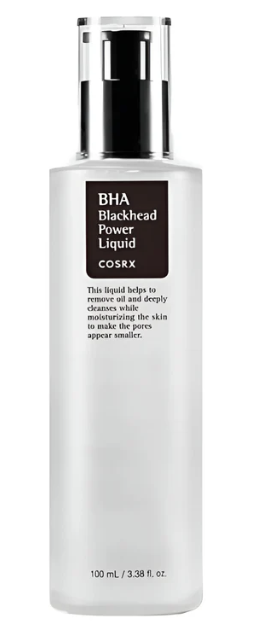 BHA
Blackhead
Power
Liquid
COSRX
This liquid helps to
remove oil and deeply
cleanses while
moisturizing the skin
to make the pores
appear smaller.
100 mL / 3.38 fl. oz.